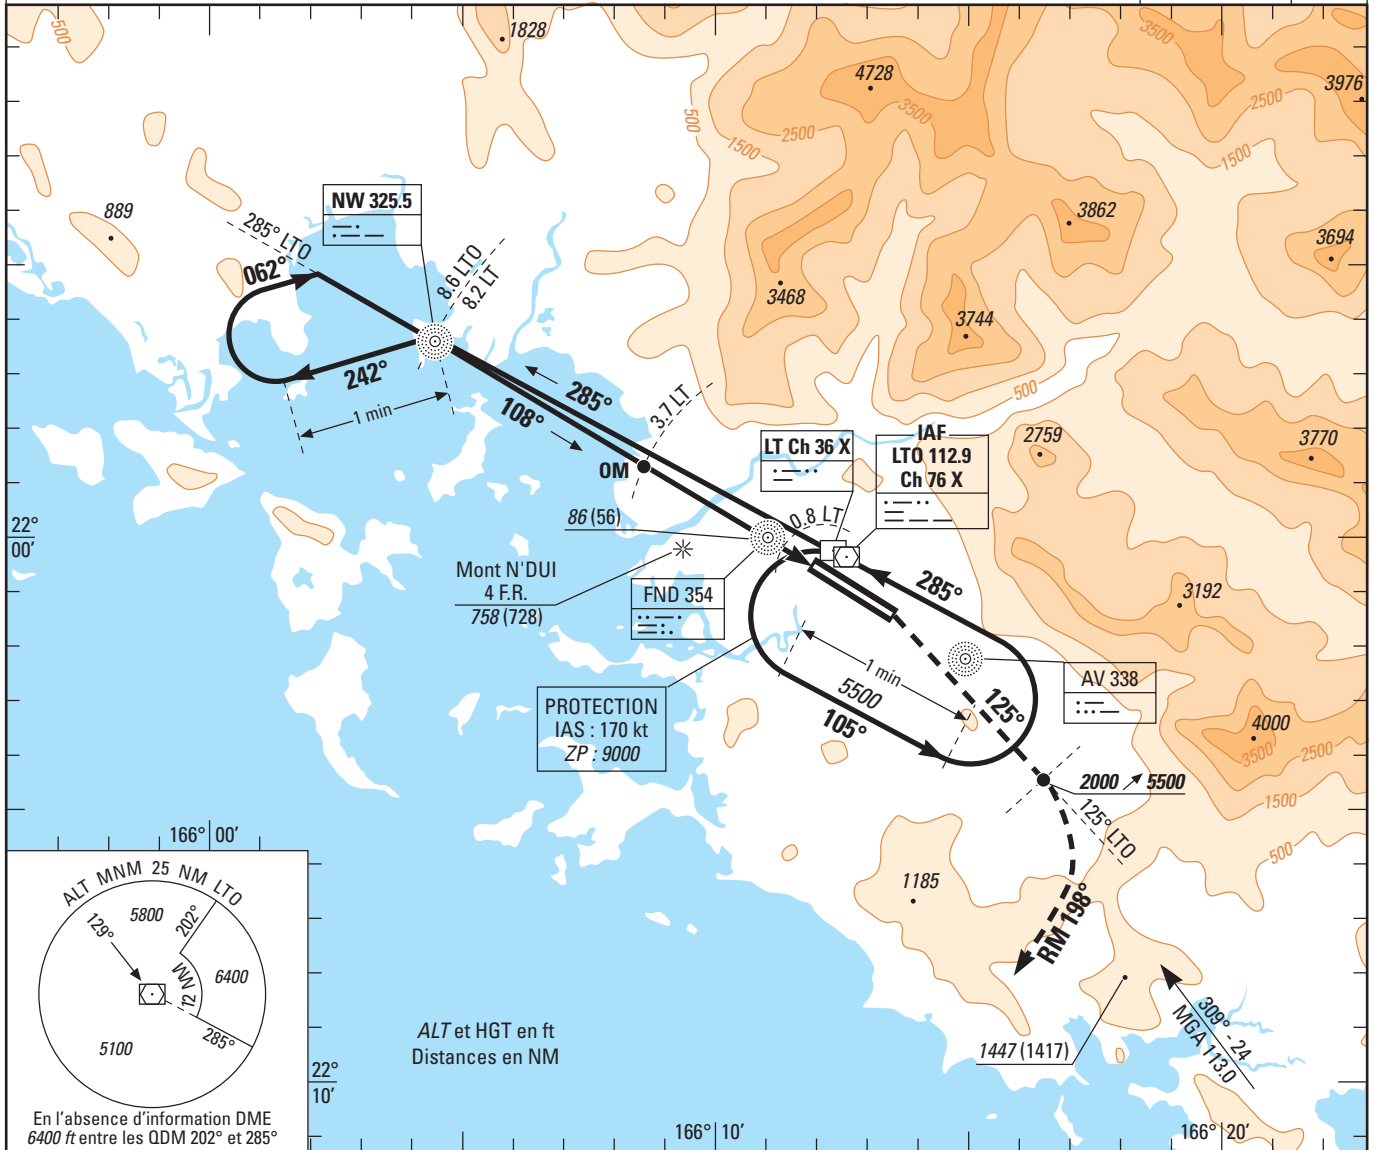 500
1828
4728
3500
2500
1500
500
3500
3976
2500
1500
889
285° LTO
NW 325.5
062°
8.6 LTO
8.2 LT
3862
3694
3468
3744
242°
1 min
285°
108°
3.7 LT
500
OM
LT Ch 36 X
IAF
LTO 112.9
Ch 76 X
2759
3770
22°
00'
86 (56)
0.8 LT
Mont N'DUI
4 F.R.
758 (728)
FND 354
285°
3192
1 min
5500
105°
125°
AV 338
PROTECTION
IAS : 170 kt
ZP : 9000
4000
3500
2500
1500
2000 5500
125° LTO
500
166° 00'
1185
RM 198°
ALT MNM 25 NM LTO
129°
5800
202°
6400
12 NM
285°
5100
309° - 24
MGA 113.0
ALT et HGT en ft
Distances en NM
1447 (1417)
22°
10'
En l'absence d'information DME
6400 ft entre les QDM 202° et 285°
166° 10'
166° 20'